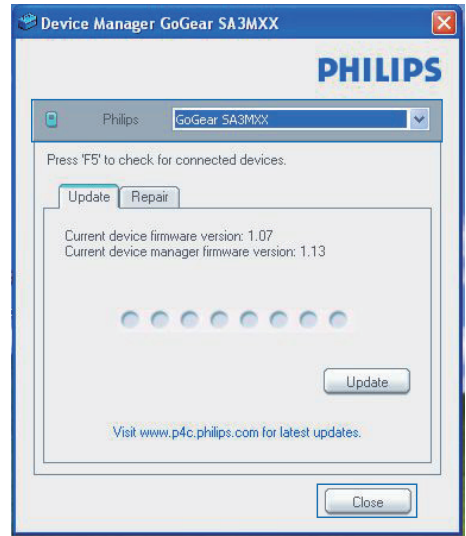 Device Manager GoGear SA3MXX
PHILIPS
Philips GoGear SA3MXX
Press 'F5' to check for connected devices.
Update Repair
Current device firmware version: 1.07
Current device manager firmware version: 1.13
Update
Visit www.p4c.philips.com for latest updates.
Close